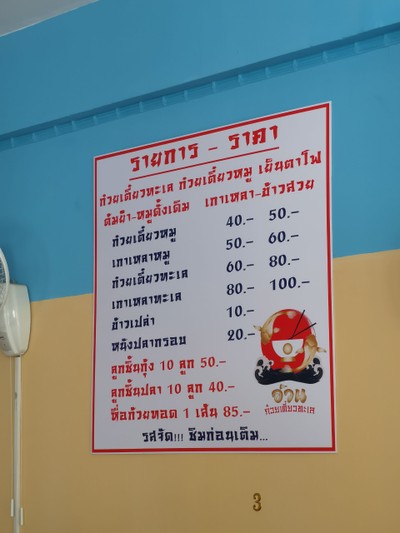 รายการ - ราคา
ก๋วยเตี๋ยวทะเล ก๋วยเตี๋ยวหมู เย็นตาโฟ
ต้มยำ-หมูดั้งเดิม เกาเหลา-ข้าวสวย
ก๋วยเตี๋ยวหมู 40.- 50.-
เกาเหลาหมู 50.- 60.-
ก๋วยเตี๋ยวทะเล 60.- 80.-
เกาเหลาทะเล 80.- 100.-
ข้าวเปล่า 10.-
หนังปลากรอบ 20.-
ลูกชิ้นกุ้ง 10 ลูก 50.-
ลูกชิ้นปลา 10 ลูก 40.-
ห่อก๋วยทอด 1 เส้น 85.-
รสจัด!!! ชิมก่อนเติม...
ก๋วยเตี๋ยวทะเล
3